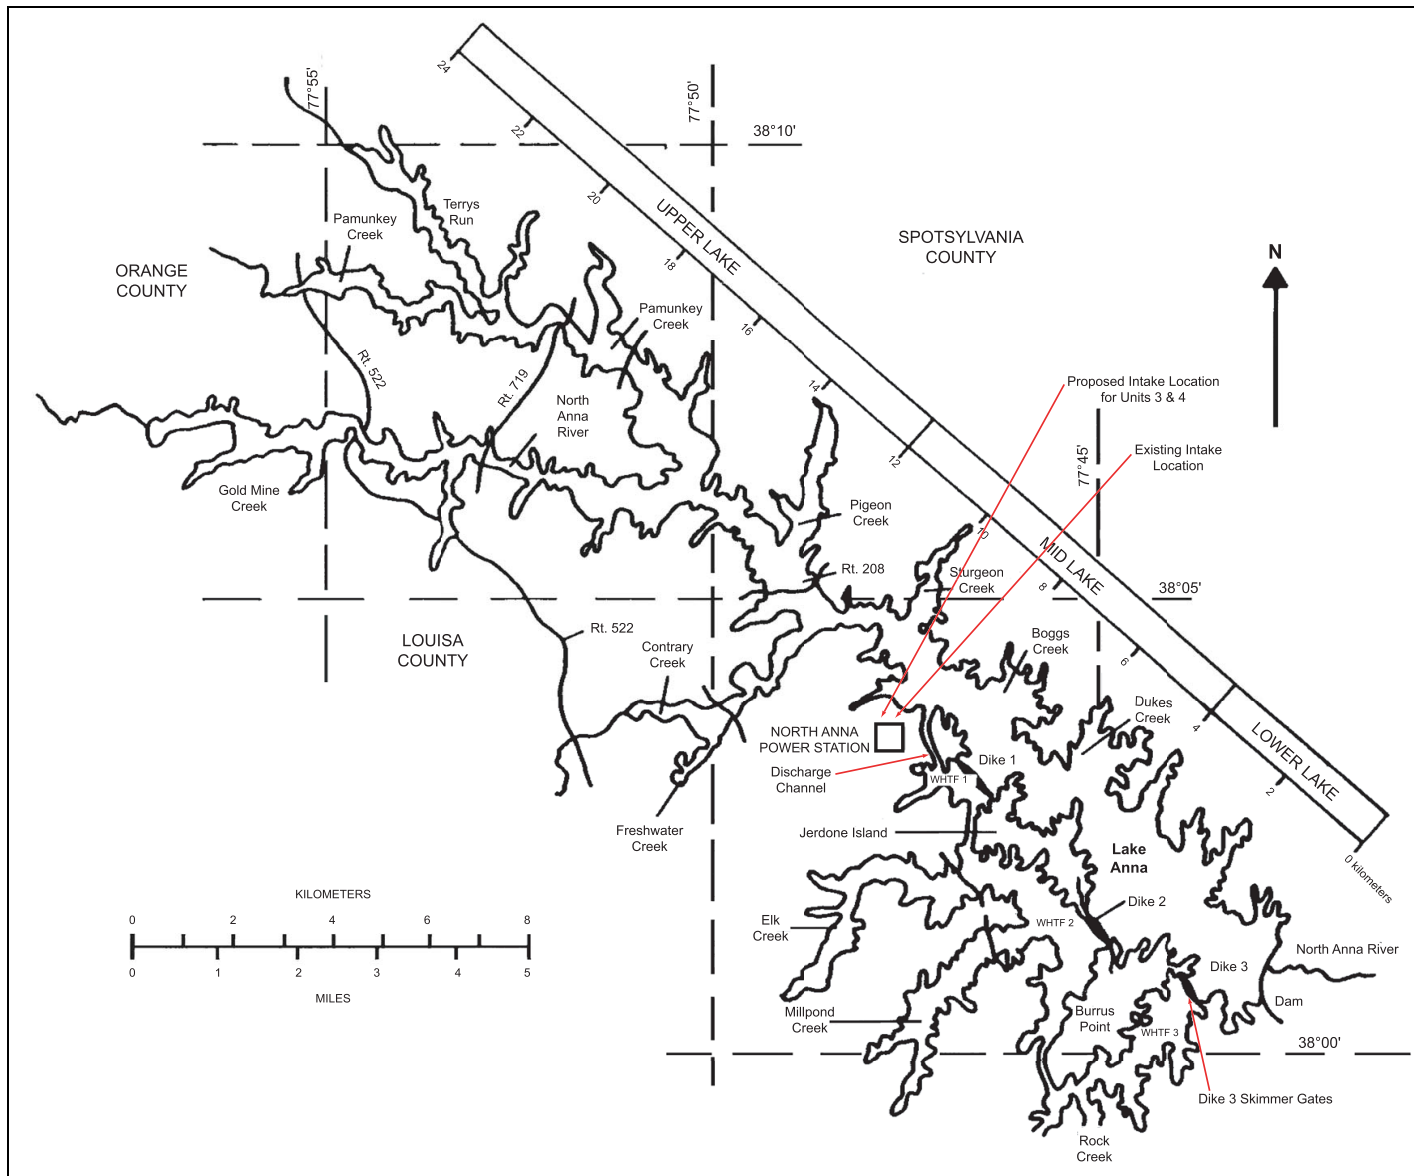 24
22
20
18
16
14
12
10
8
6
4
2
0 kilometers
UPPER LAKE
MID LAKE
LOWER LAKE
77°55'
77°50'
38°10'
Terrys
Run
Pamunkey
Creek
ORANGE
COUNTY
SPOTSYLVANIA
COUNTY
N
Pamunkey
Creek
Rt. 522
Rt. 719
North
Anna
River
Proposed Intake Location
for Units 3 & 4
77°45'
Existing Intake
Location
Gold Mine
Creek
Pigeon
Creek
Rt. 208
Sturgeon
Creek
38°05'
Rt. 522
LOUISA
COUNTY
Contrary
Creek
Boggs
Creek
Dukes
Creek
NORTH ANNA
POWER STATION
Dike 1
Discharge
Channel
WHTF 1
Freshwater
Creek
Jerdone Island
Lake
Anna
KILOMETERS
0
2
4
6
8
0
1
2
3
4
5
MILES
Elk
Creek
WHTF 2
Dike 2
North Anna River
Dike 3
Dam
Millpond
Creek
Burrus
Point
WHTF 3
38°00'
Dike 3 Skimmer Gates
Rock
Creek